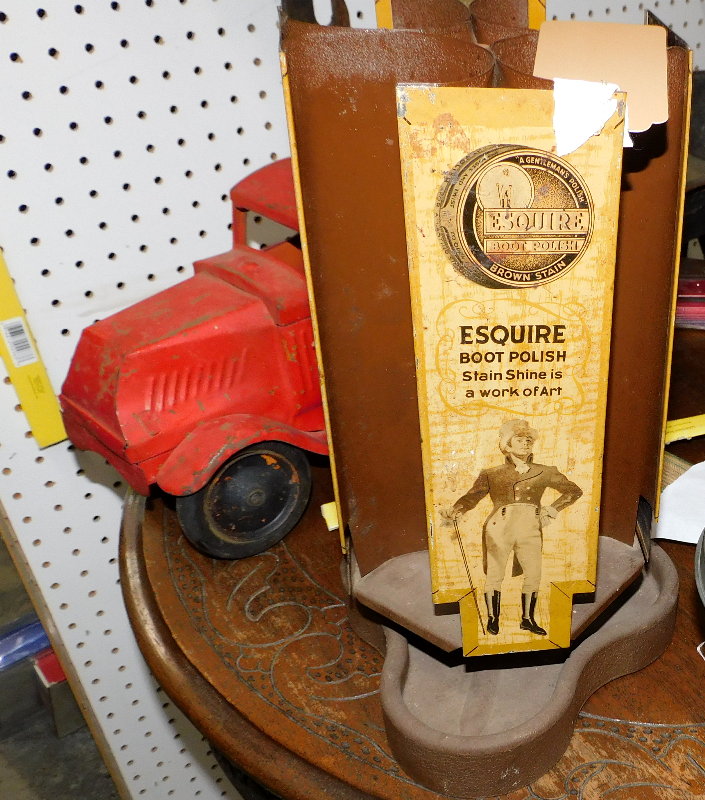 "A GENTLEMAN'S POLISH
ESQUIRE
BOOT POLISH
BROWN STAIN
ESQUIRE
BOOT POLISH
Stain Shine is
a work of Art